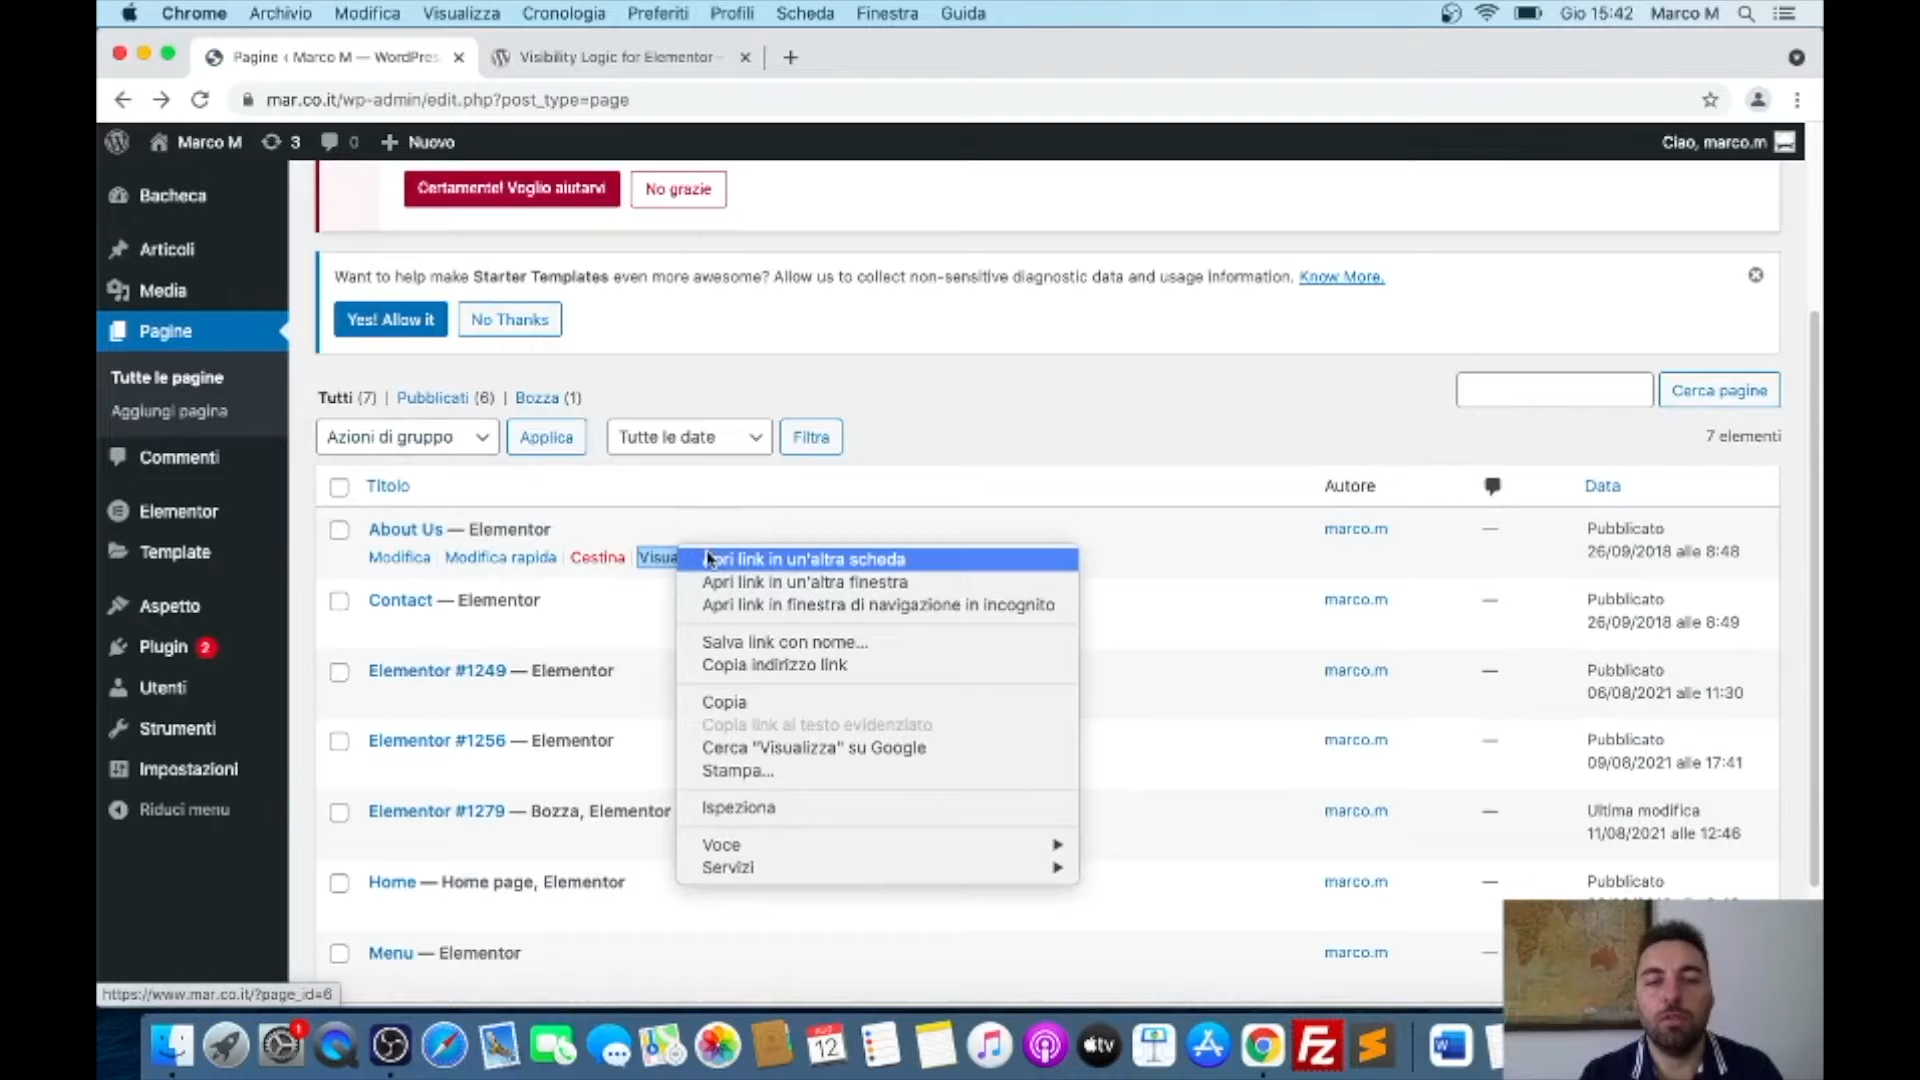 Chrome Archivio Modifica Visualizza Cronologia Preferiti Profili Scheda Finestra Guida Gio 15:42 Marco M
Pagine ‹ Marco M — WordPres Visibility Logic for Elementor -
mar.co.it/wp-admin/edit.php?post_type=page
Marco M 3 0 Nuovo Ciao, marco.m
Certamente! Voglio aiutarvi No grazie
Bacheca
Articoli
Media
Pagine
Tutte le pagine
Aggiungi pagina
Commenti
Elementor
Template
Aspetto
Plugin 2
Utenti
Strumenti
Impostazioni
Riduci menu
Want to help make Starter Templates even more awesome? Allow us to collect non-sensitive diagnostic data and usage information. Know More.
Yes! Allow it No Thanks
Tutti (7) | Pubblicati (6) | Bozza (1)
Cerca pagine
Azioni di gruppo Applica Tutte le date Filtra 7 elementi
Titolo Autore Data
About Us — Elementor marco.m — Pubblicato
Modifica | Modifica rapida | Cestina | Visua 26/09/2018 alle 8:48
Contact — Elementor marco.m — Pubblicato
26/09/2018 alle 8:49
Elementor #1249 — Elementor marco.m — Pubblicato
06/08/2021 alle 11:30
Elementor #1256 — Elementor marco.m — Pubblicato
09/08/2021 alle 17:41
Elementor #1279 — Bozza, Elementor marco.m — Ultima modifica
11/08/2021 alle 12:46
Home — Home page, Elementor marco.m — Pubblicato
Menu — Elementor marco.m —
Apri link in un'altra scheda
Apri link in un'altra finestra
Apri link in finestra di navigazione in incognito
Salva link con nome...
Copia indirizzo link
Copia
Copia link al testo evidenziato
Cerca "Visualizza" su Google
Stampa...
Ispeziona
Voce
Servizi
https://www.mar.co.it/?page_id=6
1 12 tv Fz W